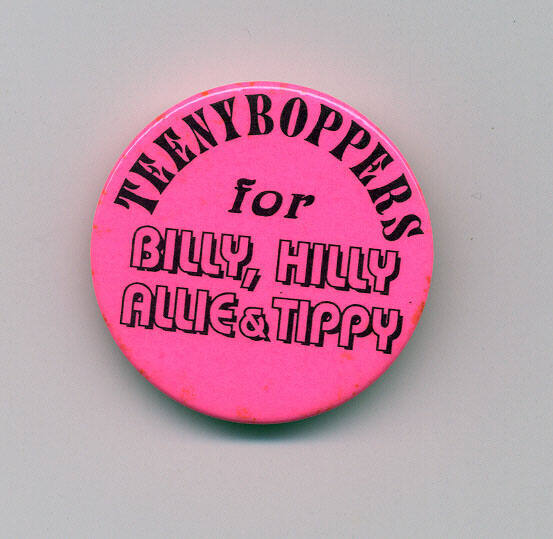 TEENYBOPPERS
for
BILLY, HILLY
ALLIE & TIPPY